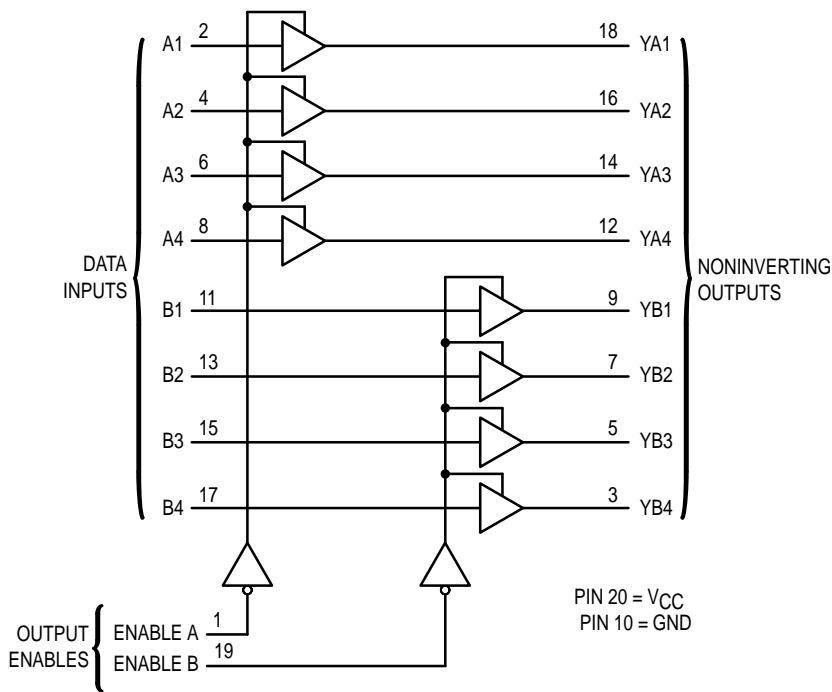 A1 2 18 YA1
A2 4 16 YA2
A3 6 14 YA3
A4 8 12 YA4
DATA
INPUTS
NONINVERTING
OUTPUTS
B1 11 9 YB1
B2 13 7 YB2
B3 15 5 YB3
B4 17 3 YB4
OUTPUT
ENABLES
ENABLE A 1
ENABLE B 19
PIN 20 = VCC
PIN 10 = GND